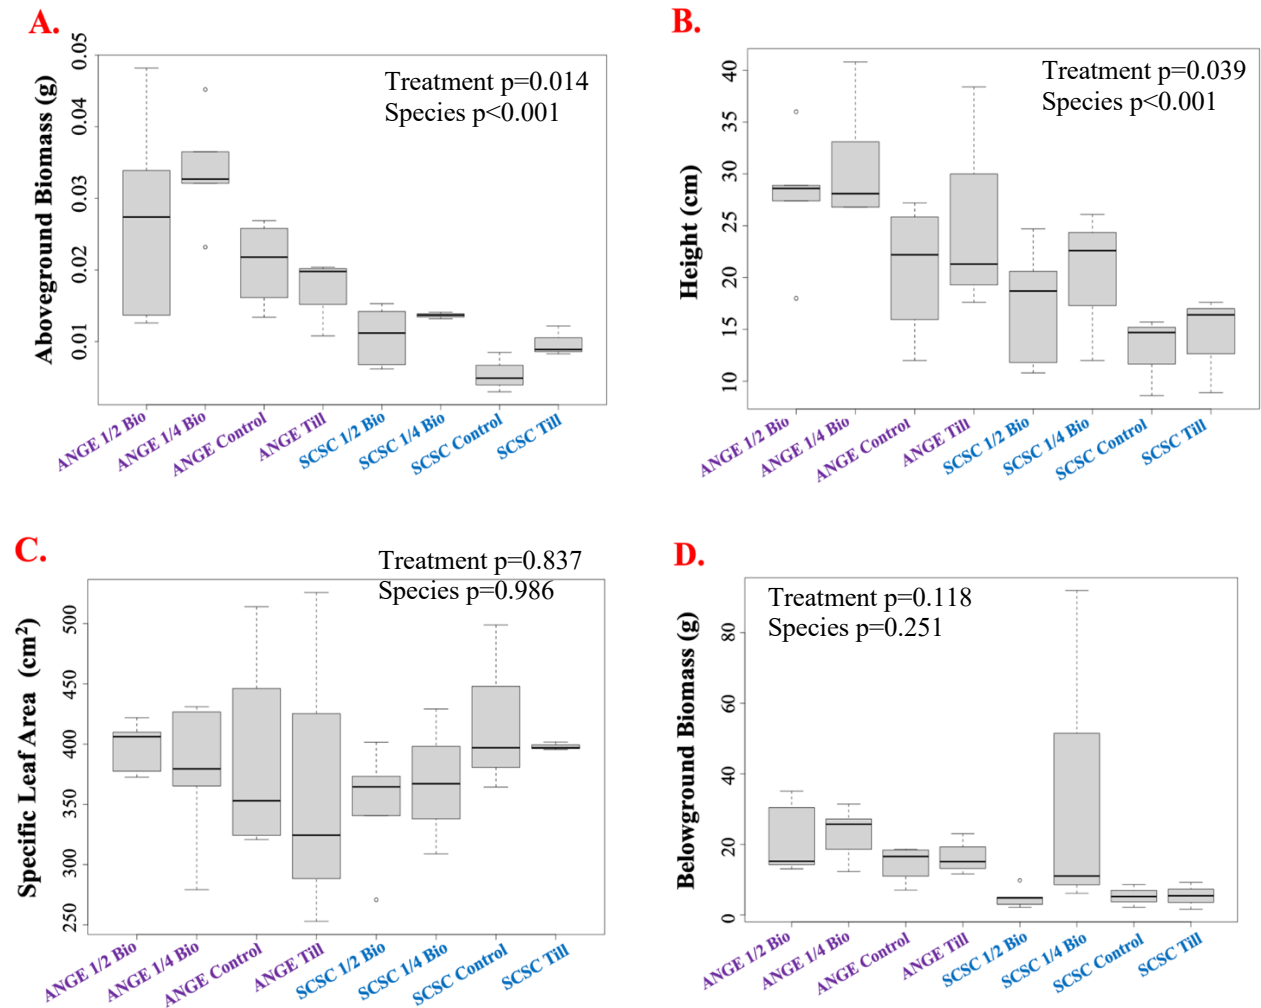 A.
Aboveground Biomass (g)
0.05
0.04
0.03
0.02
0.01
Treatment p=0.014
Species p<0.001
ANGE 1/2 Bio
ANGE 1/4 Bio
ANGE Control
ANGE Till
SCSC 1/2 Bio
SCSC 1/4 Bio
SCSC Control
SCSC Till
B.
Height (cm)
40
35
30
25
20
15
10
Treatment p=0.039
Species p<0.001
ANGE 1/2 Bio
ANGE 1/4 Bio
ANGE Control
ANGE Till
SCSC 1/2 Bio
SCSC 1/4 Bio
SCSC Control
SCSC Till
C.
Specific Leaf Area (cm²)
500
450
400
350
300
250
Treatment p=0.837
Species p=0.986
ANGE 1/2 Bio
ANGE 1/4 Bio
ANGE Control
ANGE Till
SCSC 1/2 Bio
SCSC 1/4 Bio
SCSC Control
SCSC Till
D.
Belowground Biomass (g)
80
60
40
20
0
Treatment p=0.118
Species p=0.251
ANGE 1/2 Bio
ANGE 1/4 Bio
ANGE Control
ANGE Till
SCSC 1/2 Bio
SCSC 1/4 Bio
SCSC Control
SCSC Till